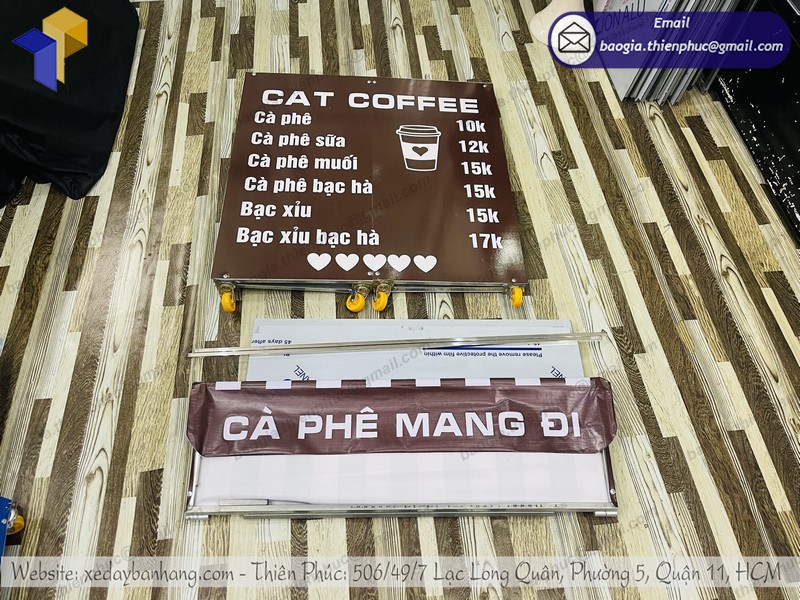 Email
baogia.thienphuc@gmail.com
CAT COFFEE
Cà phê 10k
Cà phê sữa 12k
Cà phê muối 15k
Cà phê bạc hà 15k
Bạc xỉu 15k
Bạc xỉu bạc hà 17k
45 days after
Please remove the protective film within
CÀ PHÊ MANG ĐI
Website: xedaybanhang.com - Thiên Phúc: 506/49/7 Lạc Long Quân, Phường 5, Quận 11, HCM